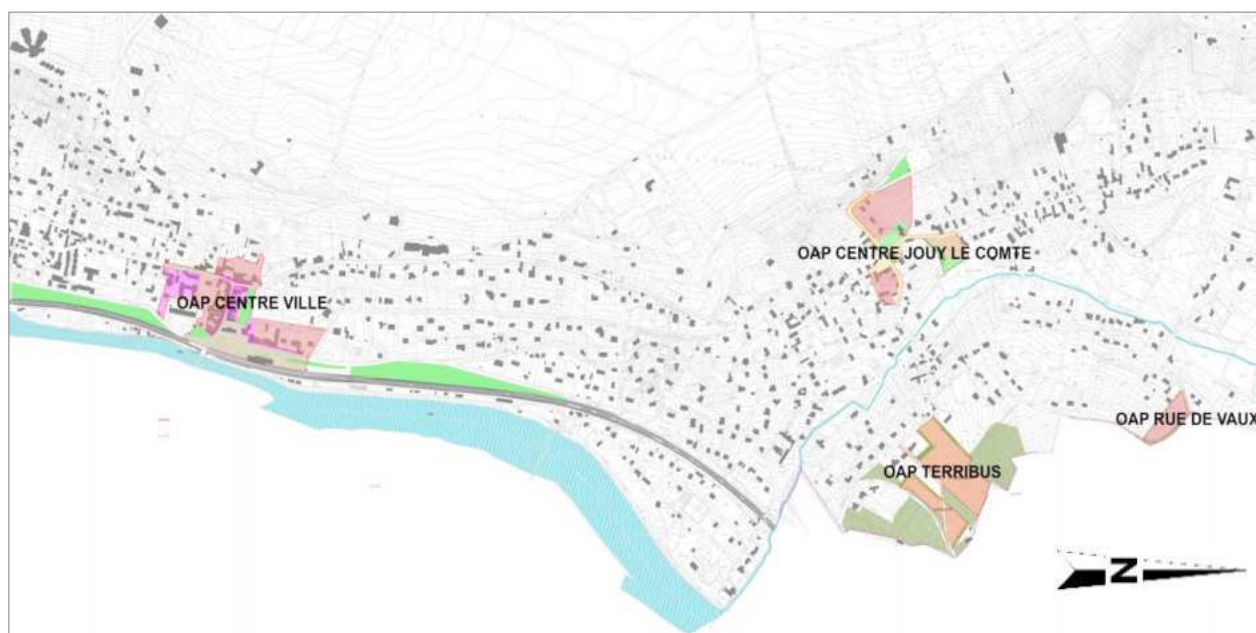 OAP CENTRE JOUY LE COMTE
OAP CENTRE VILLE
OAP RUE DE VAUX
OAP TERRIBUS
N